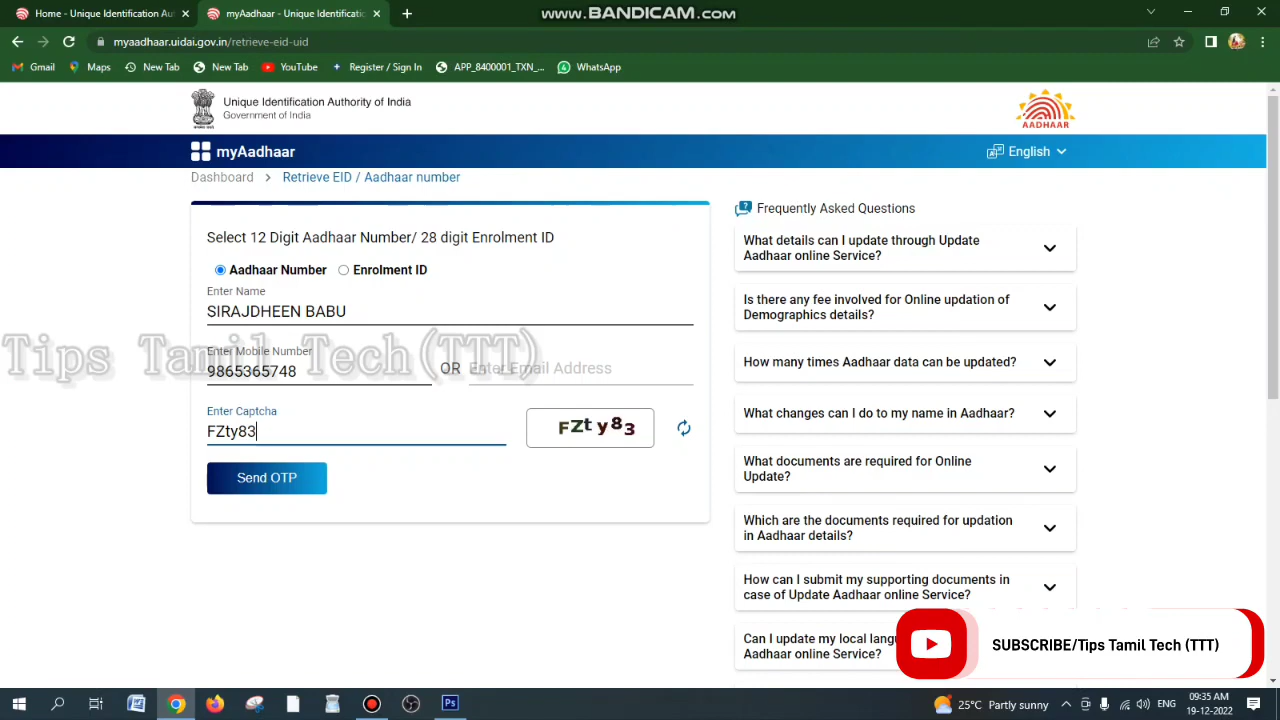 Home - Unique Identification Aut
myAadhaar - Unique Identification
www.BANDICAM.com
myaadhaar.uidai.gov.in/retrieve-eid-uid
Gmail
Maps
New Tab
New Tab
YouTube
Register / Sign In
APP_8400001_TXN_...
WhatsApp
Unique Identification Authority of India
Government of India
AADHAAR
myAadhaar
English
Dashboard > Retrieve EID / Aadhaar number
Select 12 Digit Aadhaar Number/ 28 digit Enrolment ID
Aadhaar Number
Enrolment ID
Enter Name
SIRAJDHEEN BABU
Tips Tamil Tech(TTT)
Enter Mobile Number
9865365748
OR
Enter Email Address
Enter Captcha
FZty83
FZty83
Send OTP
Frequently Asked Questions
What details can I update through Update
Aadhaar online Service?
Is there any fee involved for Online updation of
Demographics details?
How many times Aadhaar data can be updated?
What changes can I do to my name in Aadhaar?
What documents are required for Online
Update?
Which are the documents required for updation
in Aadhaar details?
How can I submit my supporting documents in
case of Update Aadhaar online Service?
Can I update my local lang
Aadhaar online Service?
SUBSCRIBE/Tips Tamil Tech (TTT)
25°C Partly sunny
ENG
09:35 AM
19-12-2022